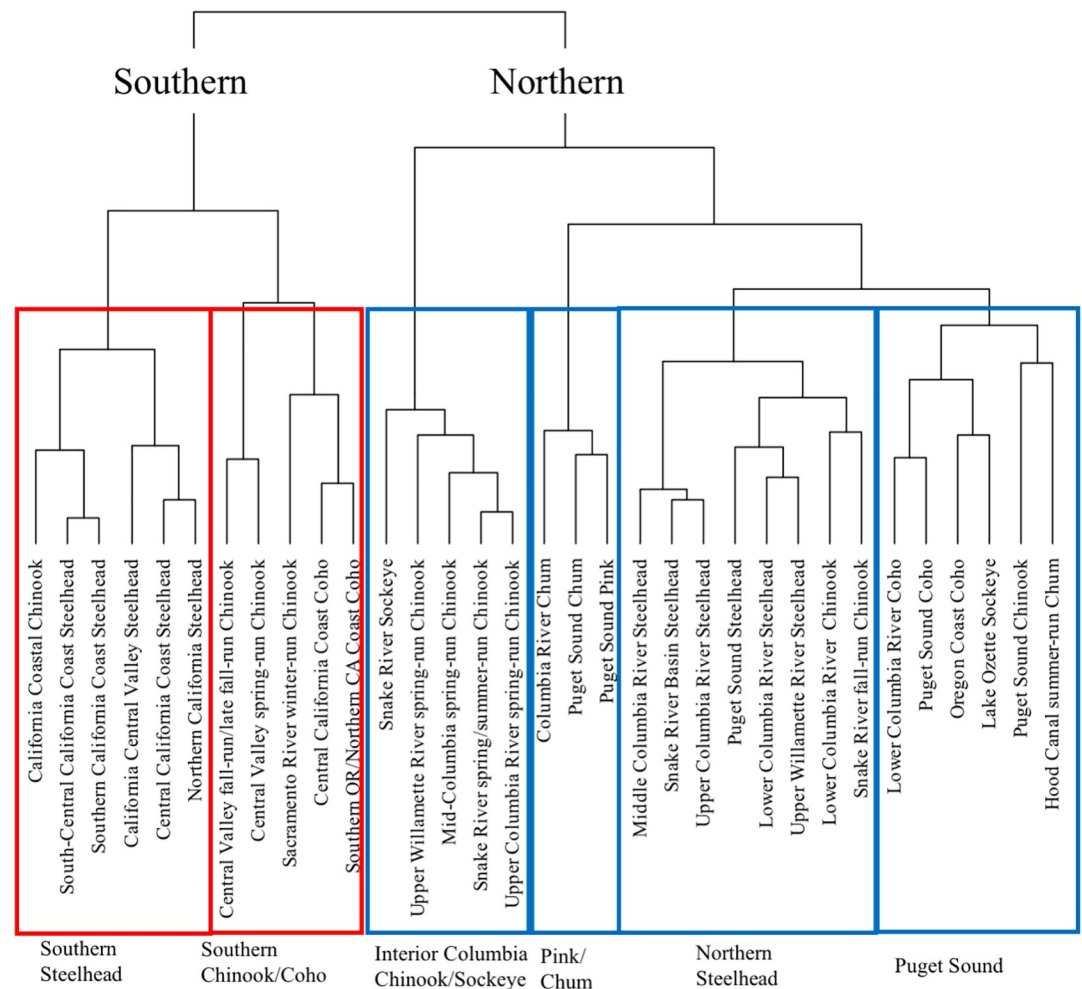 Southern
Northern
California Coastal Chinook
South-Central California Coast Steelhead
Southern California Coast Steelhead
California Central Valley Steelhead
Central California Coast Steelhead
Northern California Steelhead
Central Valley fall-run/late fall-run Chinook
Central Valley spring-run Chinook
Sacramento River winter-run Chinook
Central California Coast Coho
Southern OR/Northern CA Coast Coho
Snake River Sockeye
Upper Willamette River spring-run Chinook
Mid-Columbia spring-run Chinook
Snake River spring/summer-run Chinook
Upper Columbia River spring-run Chinook
Columbia River Chum
Puget Sound Chum
Puget Sound Pink
Middle Columbia River Steelhead
Snake River Basin Steelhead
Upper Columbia River Steelhead
Puget Sound Steelhead
Lower Columbia River Steelhead
Upper Willamette River Steelhead
Lower Columbia River Chinook
Snake River fall-run Chinook
Lower Columbia River Coho
Puget Sound Coho
Oregon Coast Coho
Lake Ozette Sockeye
Puget Sound Chinook
Hood Canal summer-run Chum
Southern
Steelhead
Southern
Chinook/Coho
Interior Columbia
Chinook/Sockeye
Pink/
Chum
Northern
Steelhead
Puget Sound